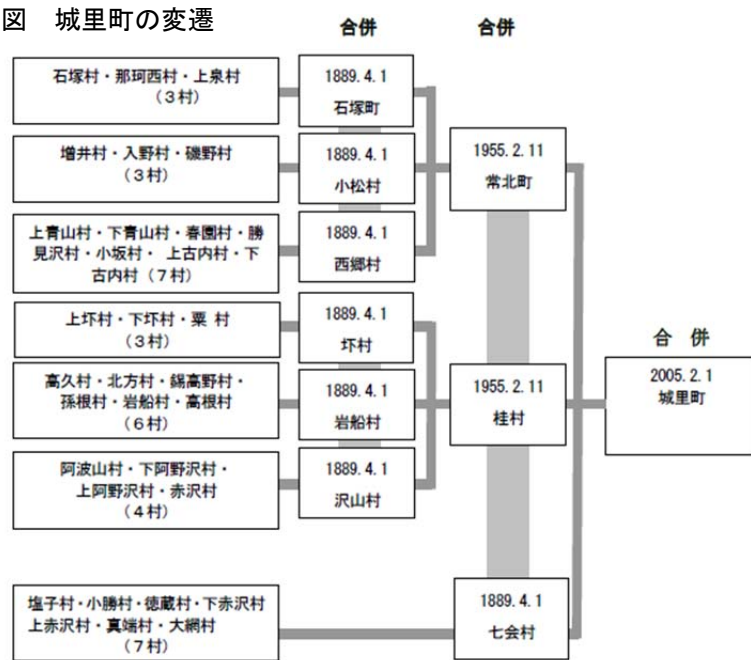 図 城里町の変遷
合併
合併
石塚村・那珂西村・上泉村
(3村)
1889.4.1
石塚町
増井村・入野村・磯野村
(3村)
1889.4.1
小松村
1955.2.11
常北町
上青山村・下青山村・春園村・勝
見沢村・小坂村・ 上古内村・下
古内村(7村)
1889.4.1
西郷村
上圷村・下圷村・粟 村
(3村)
1889.4.1
圷村
高久村・北方村・錫高野村・
孫根村・岩船村・高根村
(6村)
1889.4.1
岩船村
1955.2.11
桂村
合 併
2005.2.1
城里町
阿波山村・下阿野沢村・
上阿野沢村・赤沢村
(4村)
1889.4.1
沢山村
塩子村・小勝村・徳蔵村・下赤沢村
上赤沢村・真端村・大網村
(7村)
1889.4.1
七会村